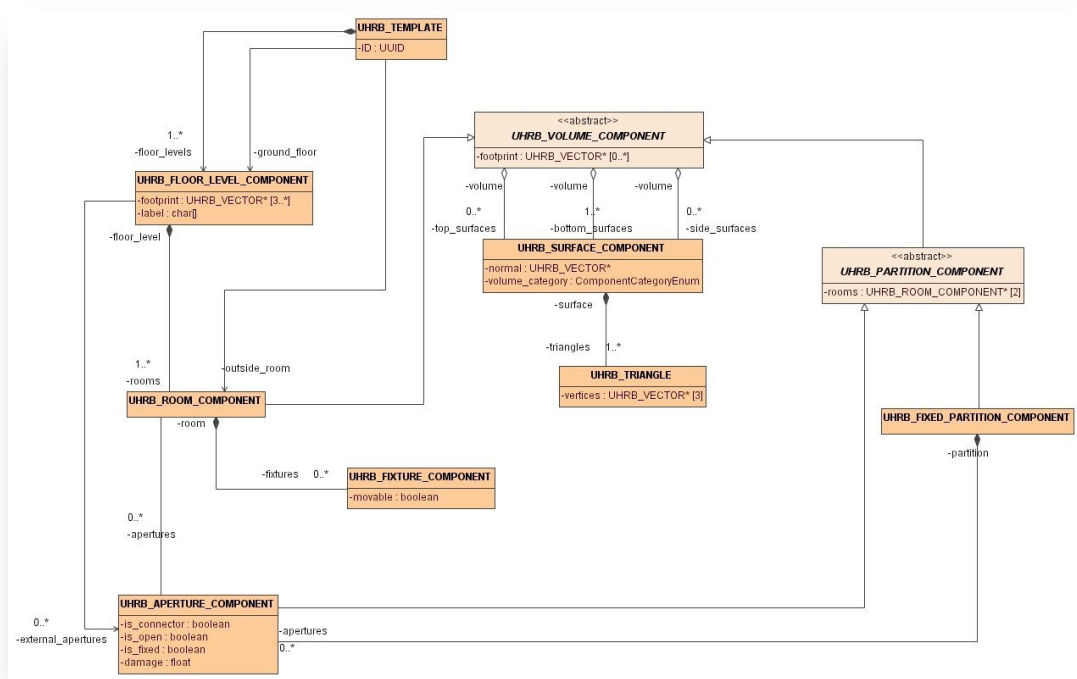 UHRB_TEMPLATE
-ID : UUID
<<abstract>>
UHRB_VOLUME_COMPONENT
-footprint : UHRB_VECTOR* [0..*]
1..*
-floor_levels
-ground_floor
UHRB_FLOOR_LEVEL_COMPONENT
-footprint : UHRB_VECTOR* [3..*]
-label : char[]
-floor_level
-volume
-volume
-volume
0..*
1..*
0..*
-top_surfaces
-bottom_surfaces
-side_surfaces
UHRB_SURFACE_COMPONENT
-normal : UHRB_VECTOR*
-volume_category : ComponentCategoryEnum
-surface
<<abstract>>
UHRB_PARTITION_COMPONENT
-rooms : UHRB_ROOM_COMPONENT* [2]
-triangles
1..*
UHRB_TRIANGLE
-vertices : UHRB_VECTOR* [3]
1..*
-rooms
-outside_room
UHRB_ROOM_COMPONENT
-room
UHRB_FIXED_PARTITION_COMPONENT
-partition
-fixtures
0..*
UHRB_FIXTURE_COMPONENT
-movable : boolean
0..*
-apertures
UHRB_APERTURE_COMPONENT
-is_connector : boolean
-is_open : boolean
-is_fixed : boolean
-damage : float
0..*
-external_apertures
-apertures
0..*